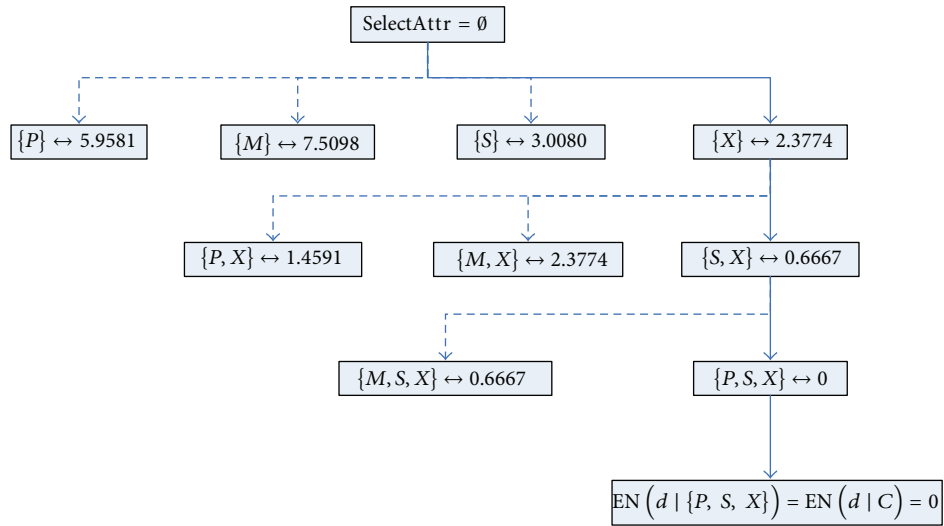 SelectAttr = ∅
{P} ↔ 5.9581
{M} ↔ 7.5098
{S} ↔ 3.0080
{X} ↔ 2.3774
{P, X} ↔ 1.4591
{M, X} ↔ 2.3774
{S, X} ↔ 0.6667
{M, S, X} ↔ 0.6667
{P, S, X} ↔ 0
EN (d | {P, S, X}) = EN (d | C) = 0